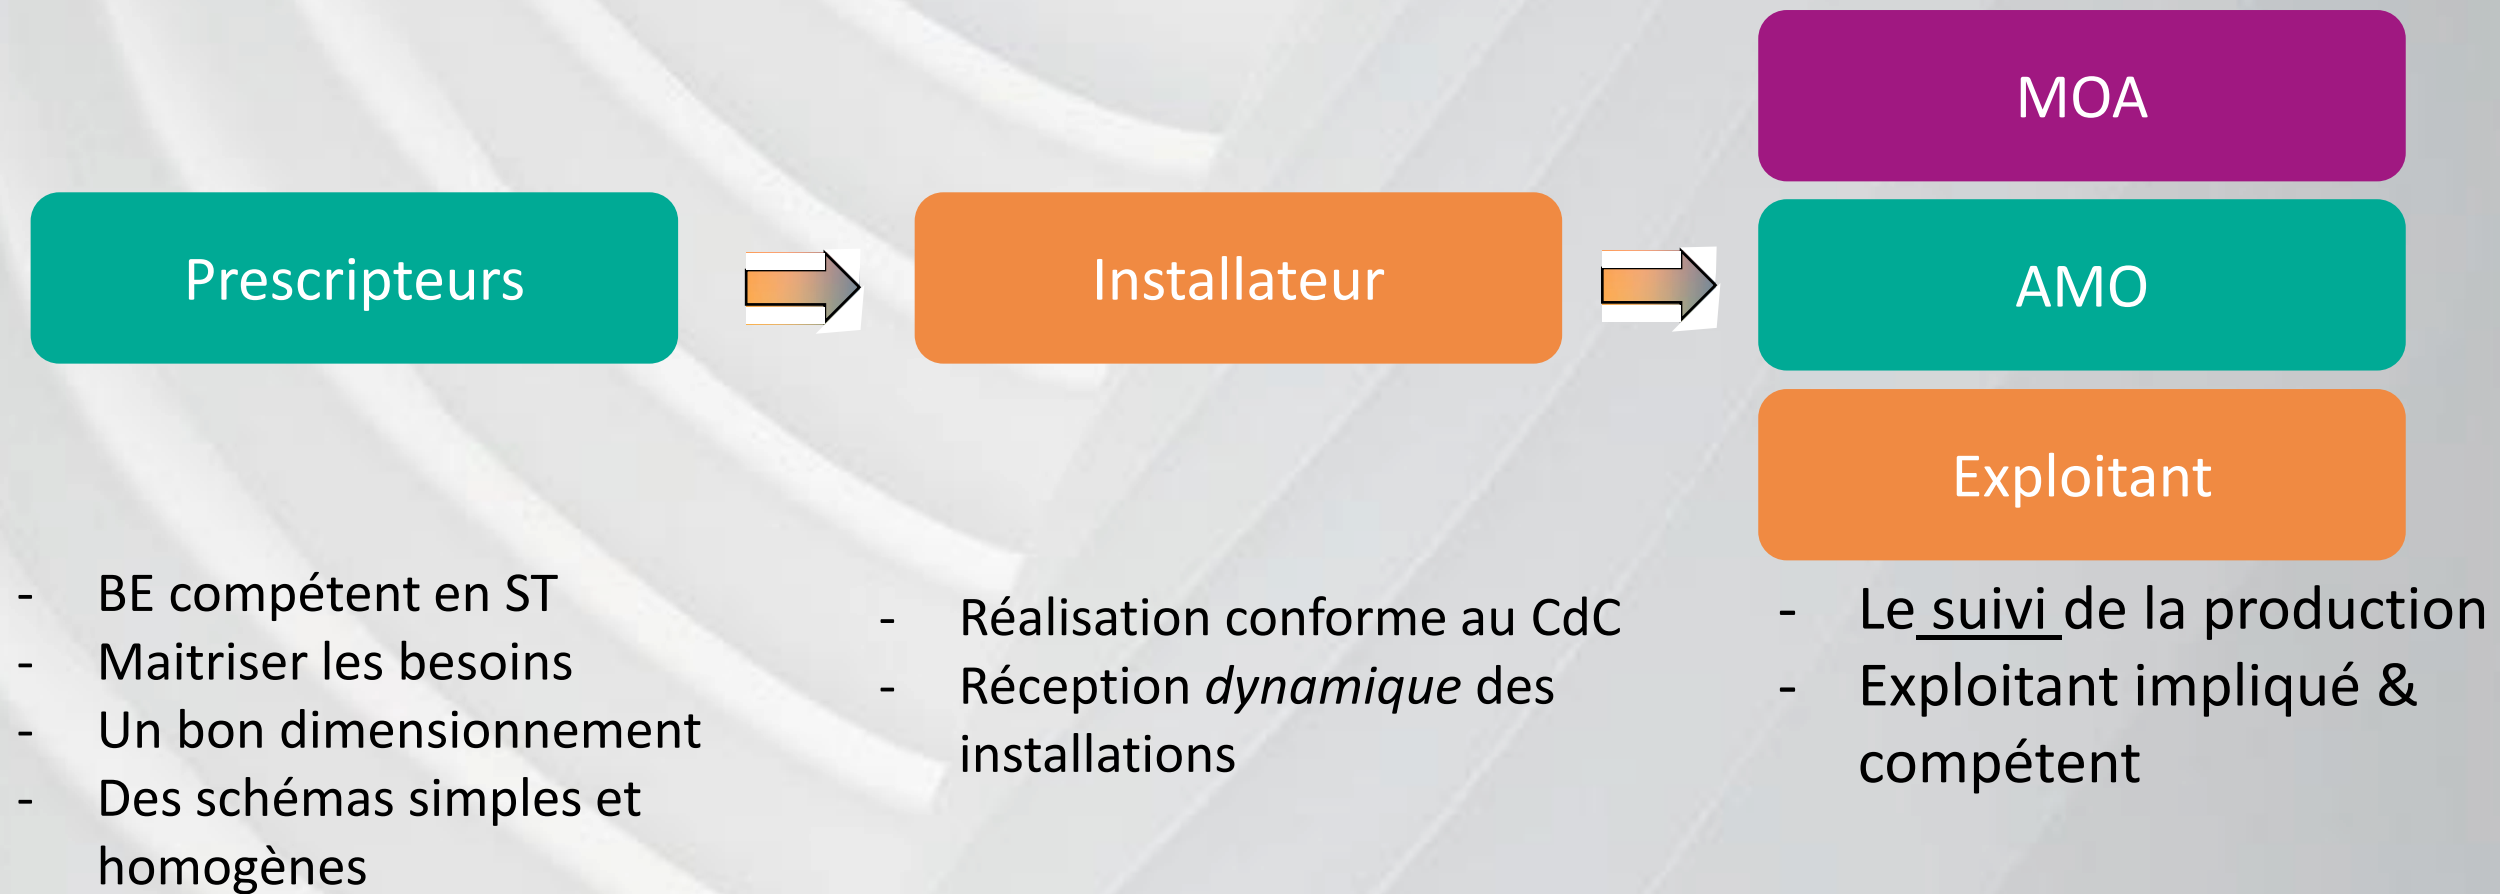 MOA
Prescripteurs
Installateur
AMO
Exploitant
- BE compétent en ST
- Maitriser les besoins
- Un bon dimensionnement
- Des schémas simples et
homogènes
- Réalisation conforme au CdC
- Réception dynamique des
installations
- Le suivi de la production
- Exploitant impliqué &
compétent